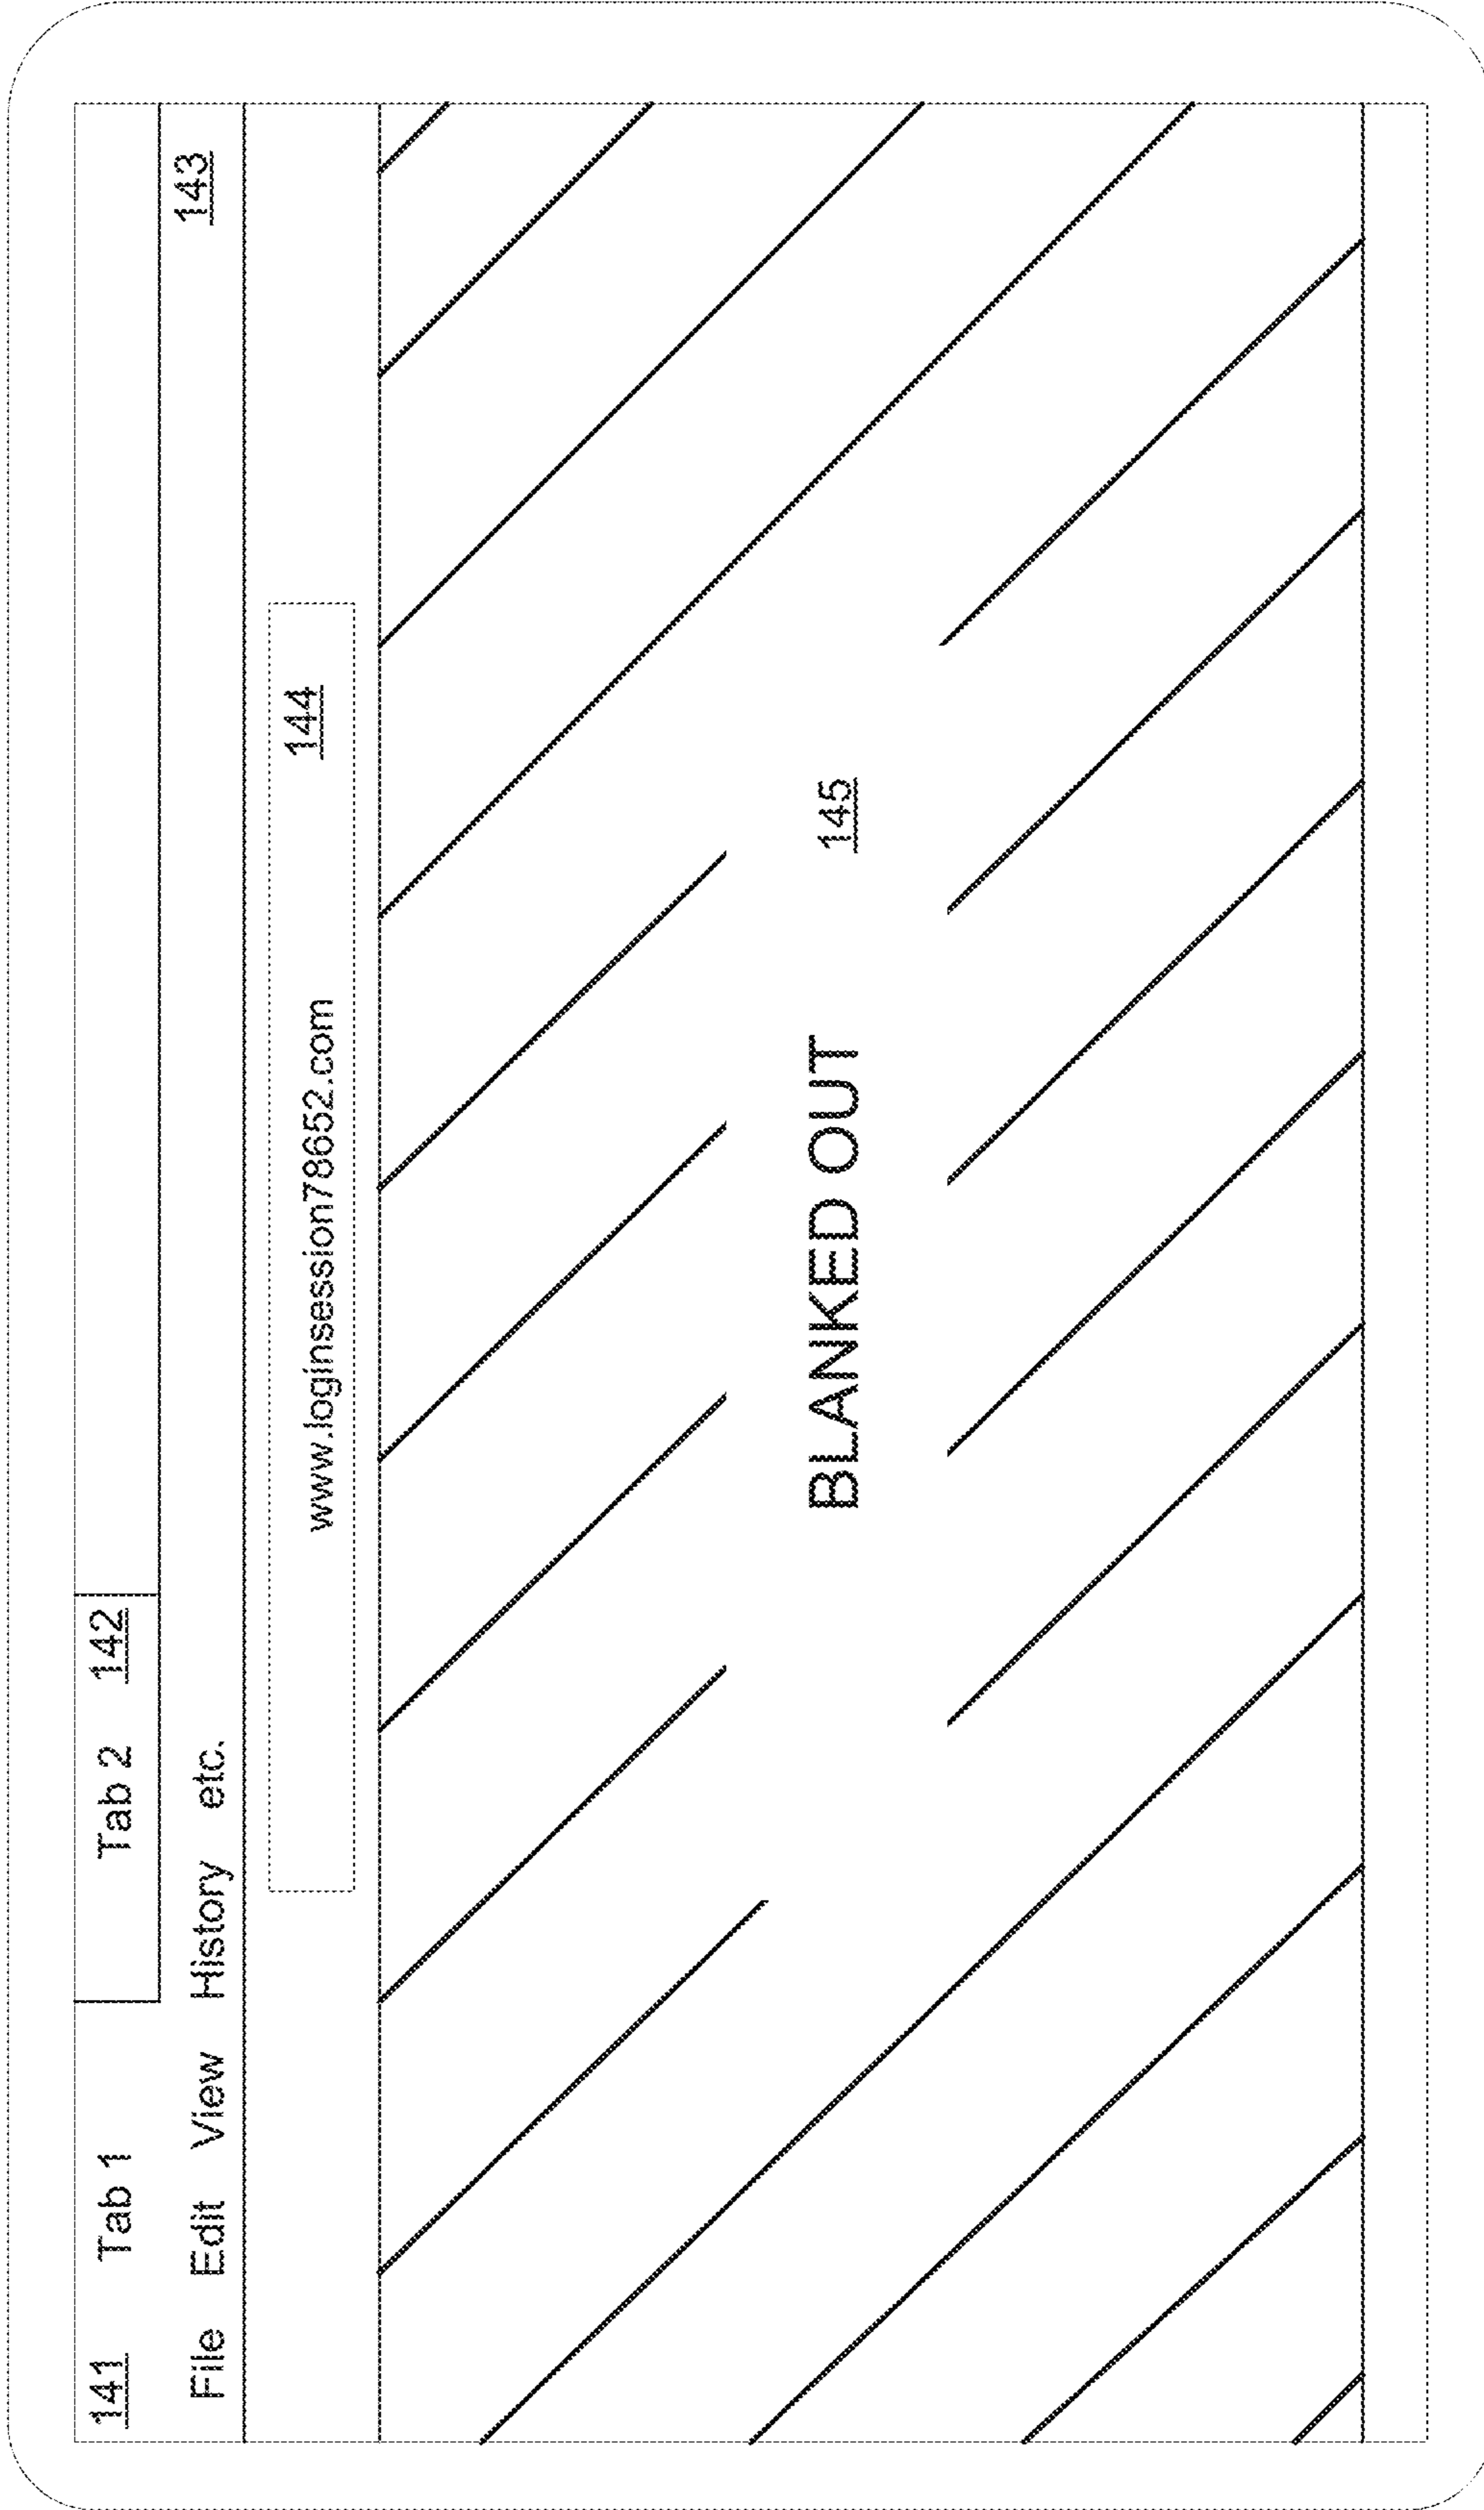 141 Tab 1 Tab 2 142
File Edit View History etc. 143
www.loginsession78652.com 144
BLANKED OUT 145